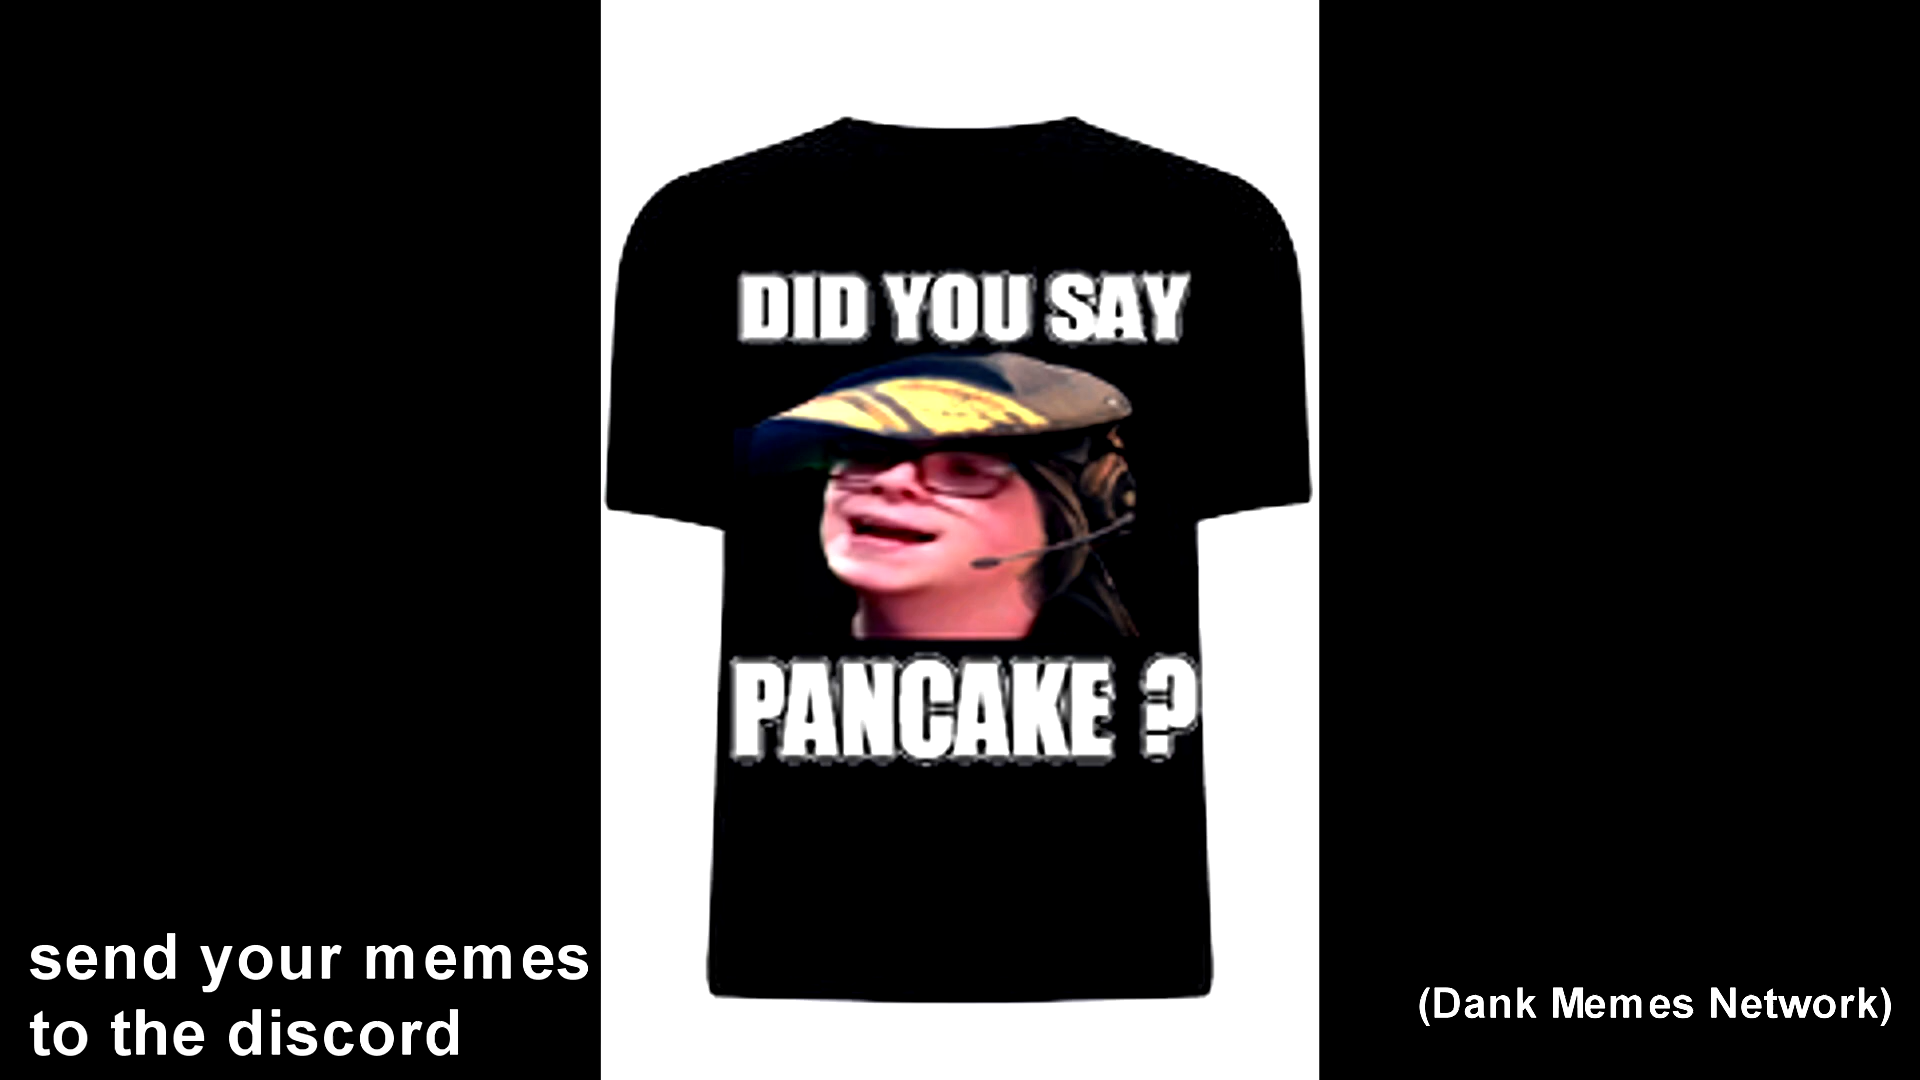 DID YOU SAY
PANCAKE ?
send your memes
to the discord
(Dank Memes Network)